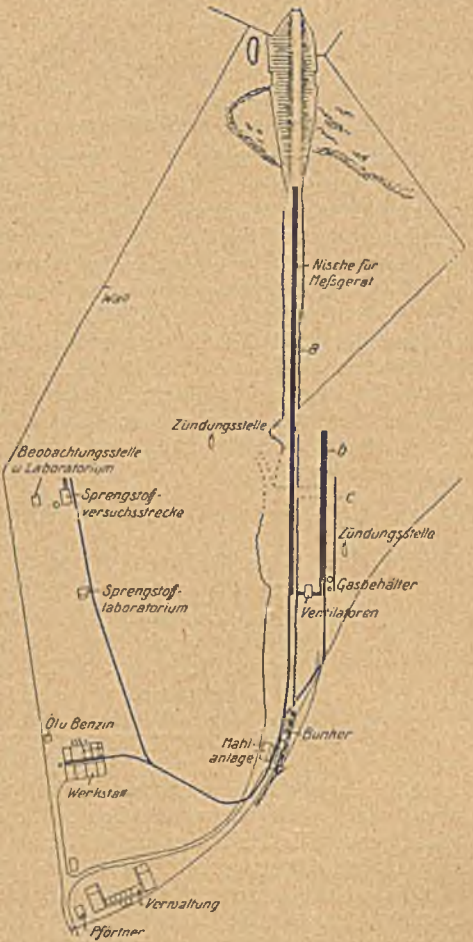 Nische für
Meßgerät
Wall
a
Zündungsstelle
b
Beobachtungsstelle
u Laboratorium
Sprengstoff-
versuchsstrecke
c
Zündungsstelle
Gasbehälter
Sprengstoff-
laboratorium
Ventilatoren
Öl u Benzin
Bunker
Mahl-
anlage
Werkstatt
Verwaltung
Pförtner